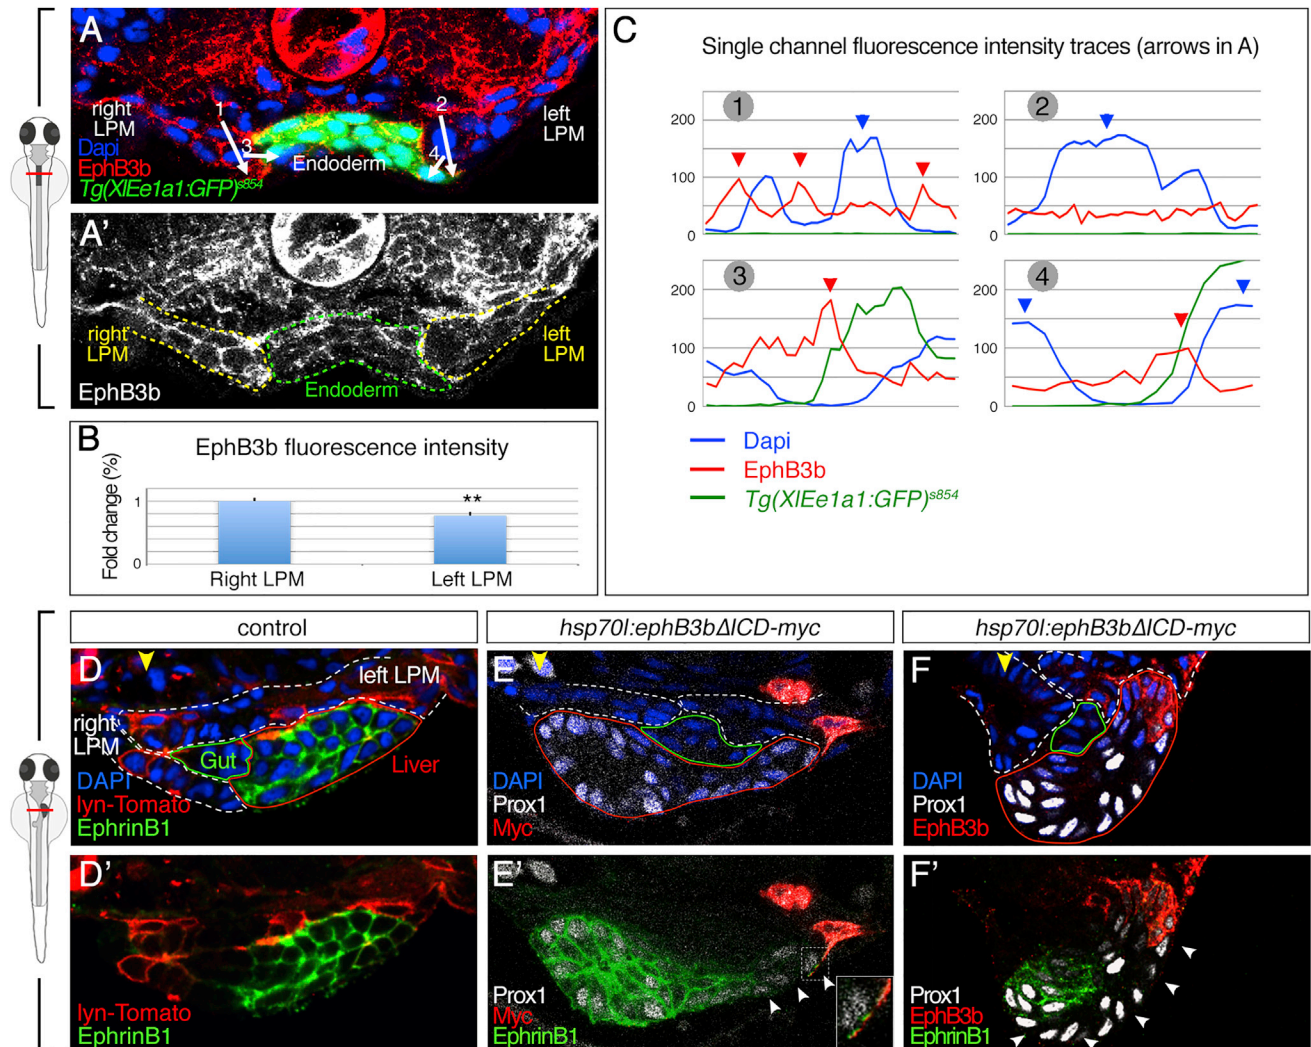 A
right
LPM
Dapi
EphB3b
Tg(XlEe1a1:GFP)s854
1
2
3
4
Endoderm
left
LPM
A'
right
LPM
EphB3b
Endoderm
left
LPM
B
EphB3b fluorescence intensity
Fold change (%)
1
0
**
Right LPM
Left LPM
C
Single channel fluorescence intensity traces (arrows in A)
1
200
100
0
2
200
100
0
3
200
100
0
4
200
100
0
Dapi
EphB3b
Tg(XlEe1a1:GFP)s854
control
hsp70l:ephB3bΔICD-myc
hsp70l:ephB3bΔICD-myc
D
left LPM
right
LPM
Gut
Liver
DAPI
lyn-Tomato
EphrinB1
E
DAPI
Prox1
Myc
F
DAPI
Prox1
EphB3b
D'
lyn-Tomato
EphrinB1
E'
Prox1
Myc
EphrinB1
F'
Prox1
EphB3b
EphrinB1